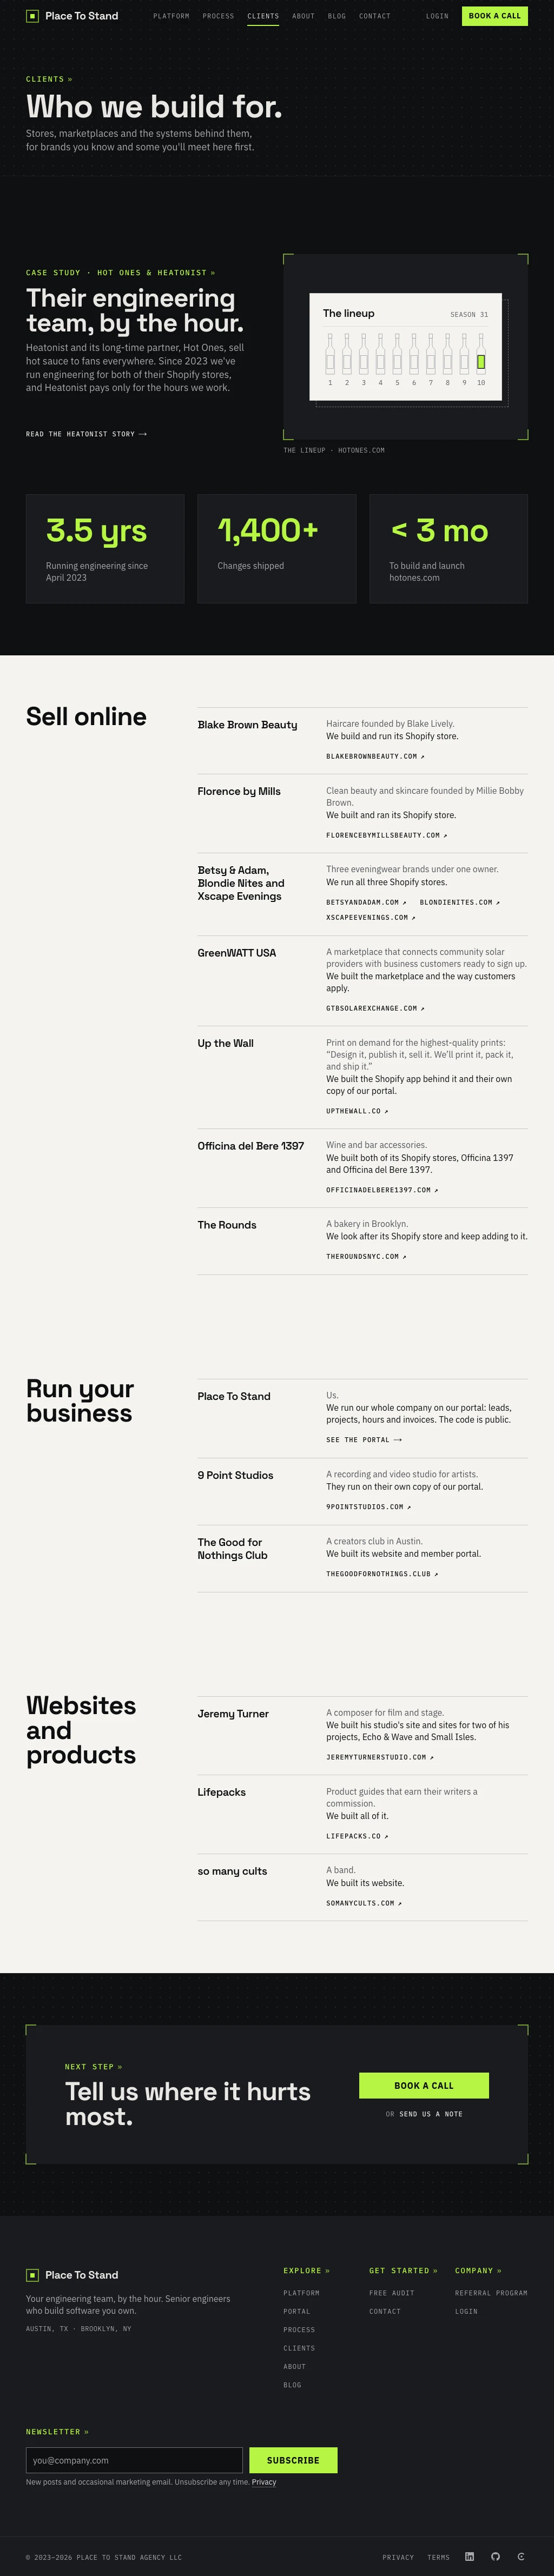 Place To Stand
PLATFORM PROCESS CLIENTS ABOUT BLOG CONTACT LOGIN BOOK A CALL
CLIENTS »
Who we build for.
Stores, marketplaces and the systems behind them,
for brands you know and some you'll meet here first.
CASE STUDY · HOT ONES & HEATONIST »
Their engineering
team, by the hour.
Heatonist and its long-time partner, Hot Ones, sell
hot sauce to fans everywhere. Since 2023 we've
run engineering for both of their Shopify stores,
and Heatonist pays only for the hours we work.
READ THE HEATONIST STORY →
The lineup SEASON 31
1 2 3 4 5 6 7 8 9 10
THE LINEUP · HOTONES.COM
3.5 yrs
Running engineering since
April 2023
1,400+
Changes shipped
< 3 mo
To build and launch
hotones.com
Sell online
Blake Brown Beauty
Haircare founded by Blake Lively.
We build and run its Shopify store.
BLAKEBROWNBEAUTY.COM ↗
Florence by Mills
Clean beauty and skincare founded by Millie Bobby
Brown.
We built and ran its Shopify store.
FLORENCEBYMILLSBEAUTY.COM ↗
Betsy & Adam,
Blondie Nites and
Xscape Evenings
Three eveningwear brands under one owner.
We run all three Shopify stores.
BETSYANDADAM.COM ↗ BLONDIENITES.COM ↗
XSCAPEEVENINGS.COM ↗
GreenWATT USA
A marketplace that connects community solar
providers with business customers ready to sign up.
We built the marketplace and the way customers
apply.
GTBSOLAREXCHANGE.COM ↗
Up the Wall
Print on demand for the highest-quality prints:
“Design it, publish it, sell it. We'll print it, pack it,
and ship it.”
We built the Shopify app behind it and their own
copy of our portal.
UPTHEWALL.CO ↗
Officina del Bere 1397
Wine and bar accessories.
We built both of its Shopify stores, Officina 1397
and Officina del Bere 1397.
OFFICINADELBERE1397.COM ↗
The Rounds
A bakery in Brooklyn.
We look after its Shopify store and keep adding to it.
THEROUNDSNYC.COM ↗
Run your
business
Place To Stand
Us.
We run our whole company on our portal: leads,
projects, hours and invoices. The code is public.
SEE THE PORTAL →
9 Point Studios
A recording and video studio for artists.
They run on their own copy of our portal.
9POINTSTUDIOS.COM ↗
The Good for
Nothings Club
A creators club in Austin.
We built its website and member portal.
THEGOODFORNOTHINGS.CLUB ↗
Websites
and
products
Jeremy Turner
A composer for film and stage.
We built his studio's site and sites for two of his
projects, Echo & Wave and Small Isles.
JEREMYTURNERSTUDIO.COM ↗
Lifepacks
Product guides that earn their writers a
commission.
We built all of it.
LIFEPACKS.CO ↗
so many cults
A band.
We built its website.
SOMANYCULTS.COM ↗
NEXT STEP »
Tell us where it hurts
most.
BOOK A CALL
OR SEND US A NOTE
Place To Stand
Your engineering team, by the hour. Senior engineers
who build software you own.
AUSTIN, TX · BROOKLYN, NY
EXPLORE »
PLATFORM
PORTAL
PROCESS
CLIENTS
ABOUT
BLOG
GET STARTED »
FREE AUDIT
CONTACT
COMPANY »
REFERRAL PROGRAM
LOGIN
NEWSLETTER »
you@company.com SUBSCRIBE
New posts and occasional marketing email. Unsubscribe any time. Privacy
© 2023–2026 PLACE TO STAND AGENCY LLC
PRIVACY TERMS